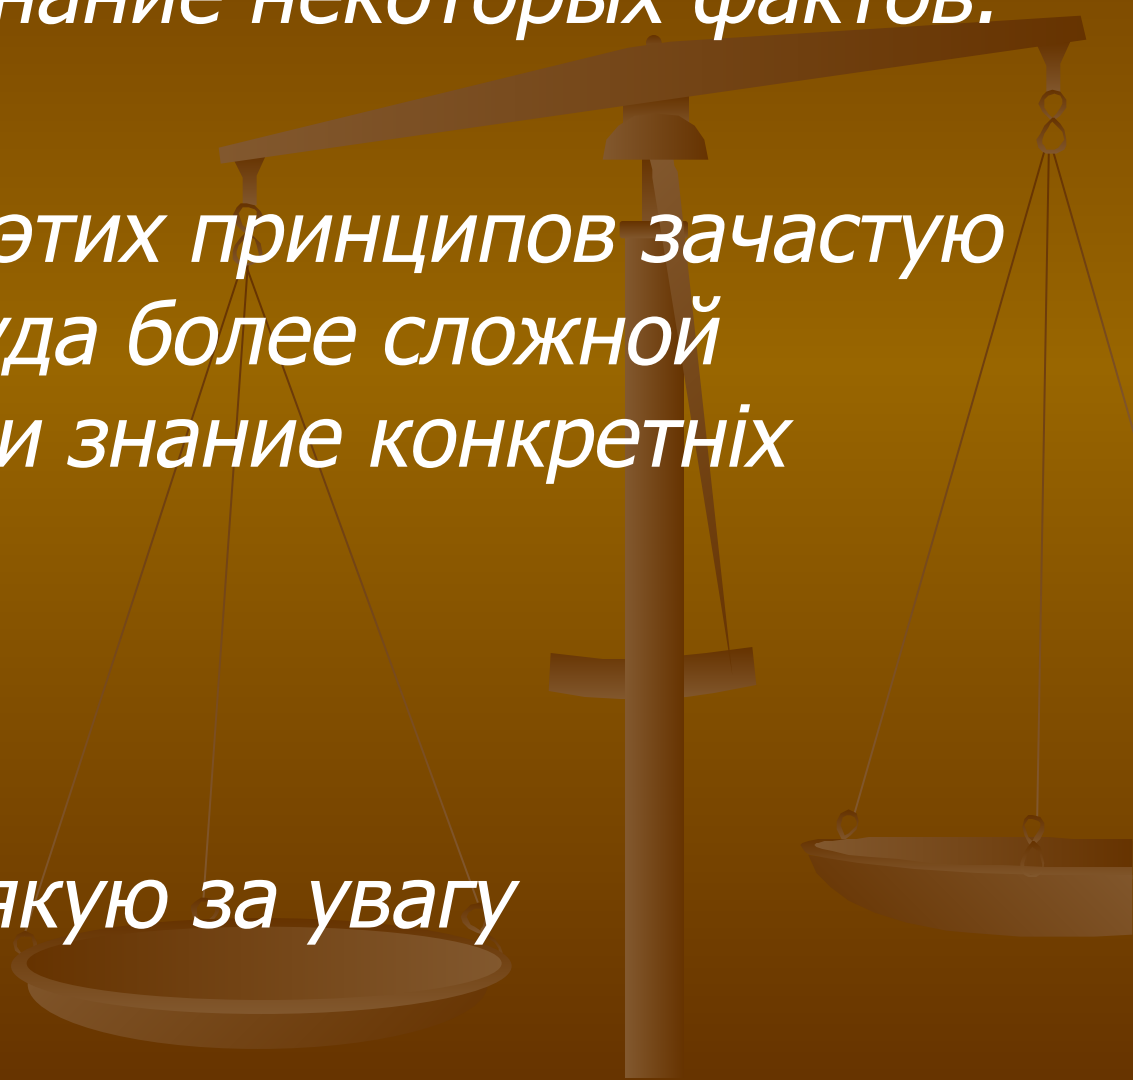 нание некоторых фактов.
этих принципов зачастую
уда более сложной
и знание конкретніх
якую за увагу